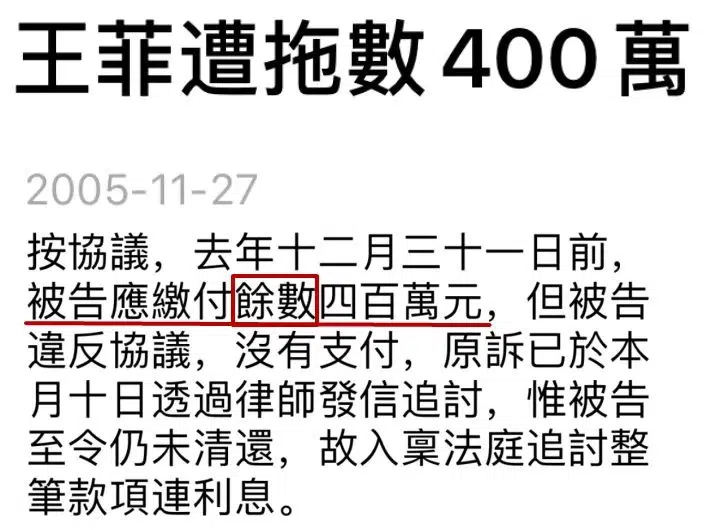 王菲遭拖數400萬
2005-11-27
按協議，去年十二月三十一日前，
被告應繳付餘數四百萬元，但被告
違反協議，沒有支付，原訴已於本
月十日透過律師發信追討，惟被告
至令仍未清還，故入稟法庭追討整
筆款項連利息。